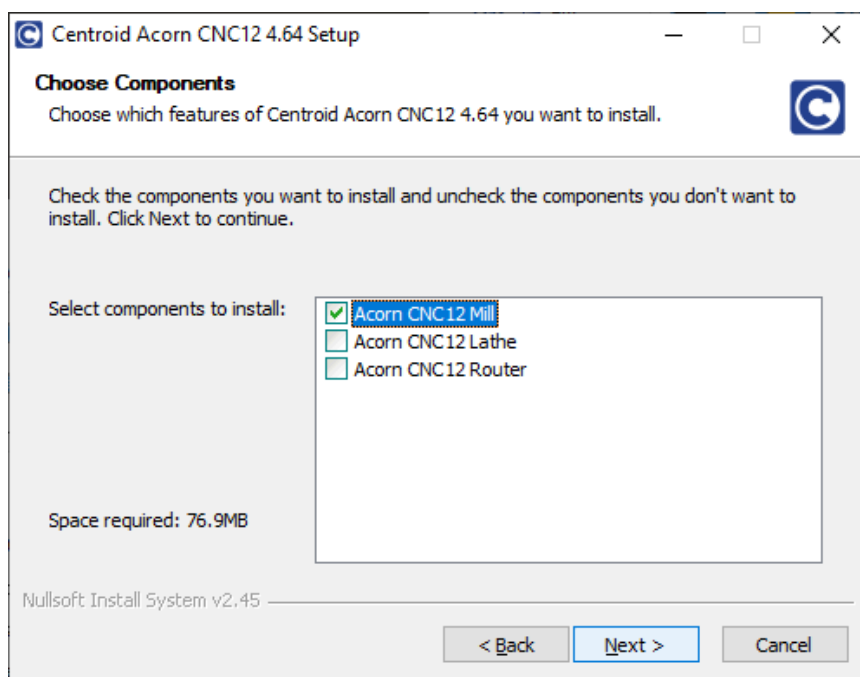 Centroid Acorn CNC12 4.64 Setup
Choose Components
Choose which features of Centroid Acorn CNC12 4.64 you want to install.
Check the components you want to install and uncheck the components you don't want to
install. Click Next to continue.
Select components to install:
Acorn CNC12 Mill
Acorn CNC12 Lathe
Acorn CNC12 Router
Space required: 76.9MB
Nullsoft Install System v2.45
< Back
Next >
Cancel